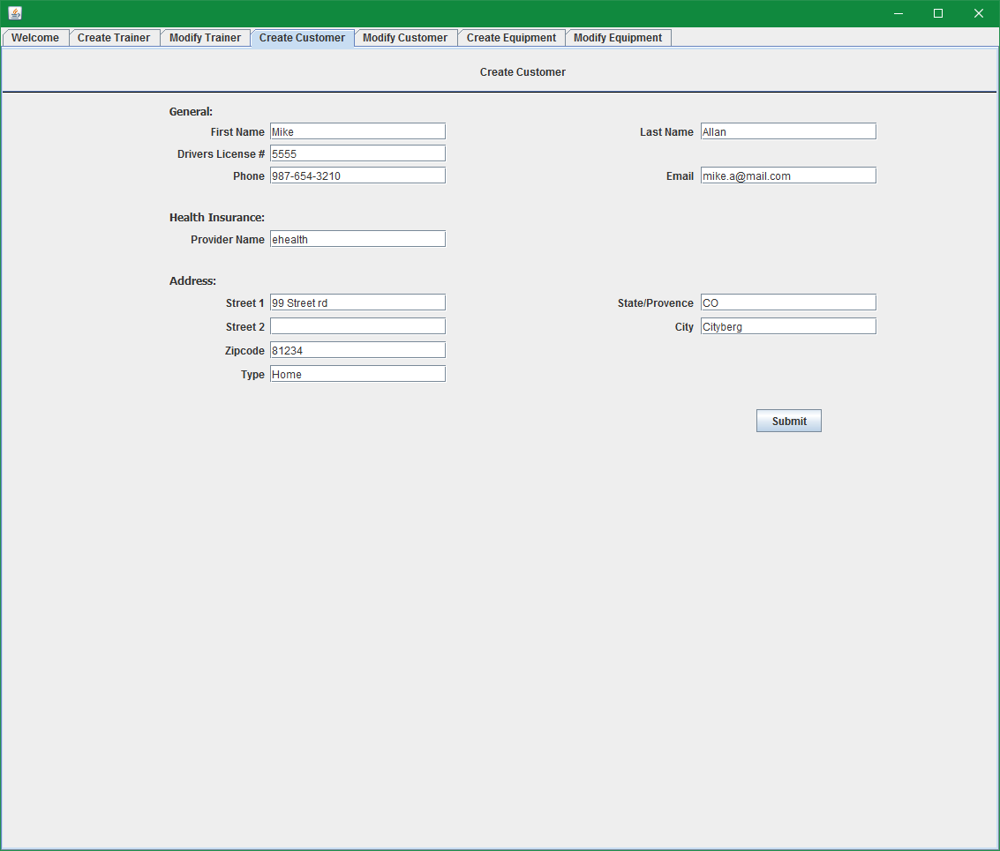 Welcome Create Trainer Modify Trainer Create Customer Modify Customer Create Equipment Modify Equipment
Create Customer
General:
First Name Mike Last Name Allan
Drivers License # 5555
Phone 987-654-3210 Email mike.a@mail.com
Health Insurance:
Provider Name ehealth
Address:
Street 1 99 Street rd State/Provence CO
Street 2 City Cityberg
Zipcode 81234
Type Home
Submit